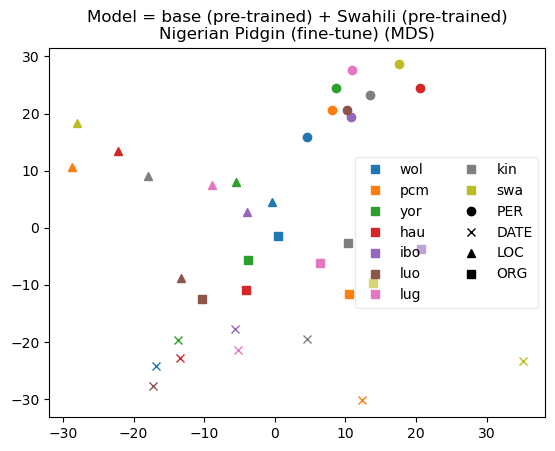 Model = base (pre-trained) + Swahili (pre-trained)
Nigerian Pidgin (fine-tune) (MDS)
30
20
10
0
−10
−20
−30
wol
pcm
yor
hau
ibo
luo
lug
kin
swa
PER
DATE
LOC
ORG
−30 −20 −10 0 10 20 30